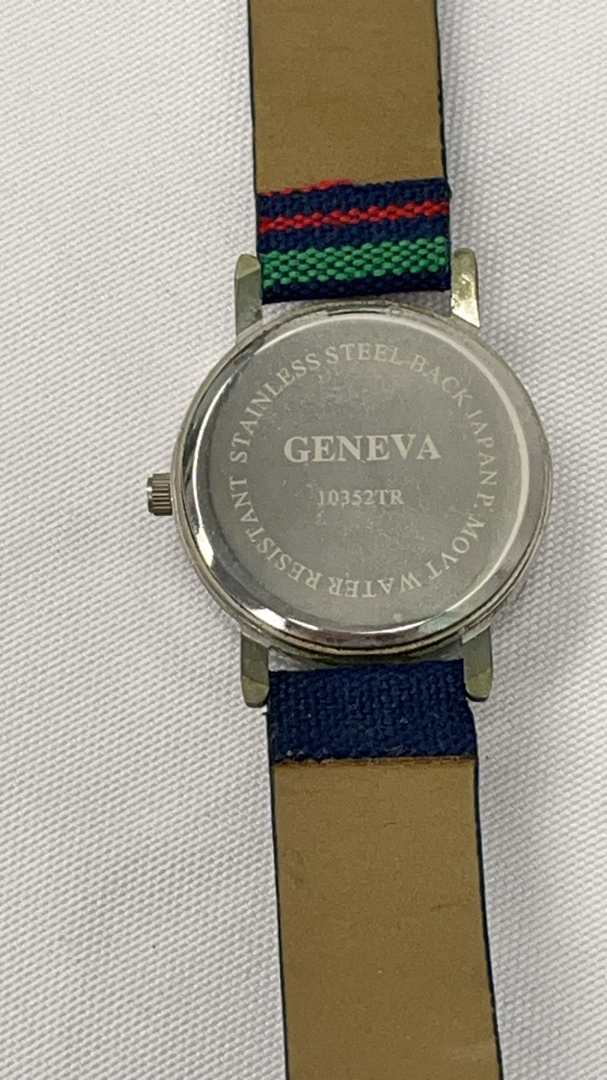 STAINLESS STEEL BACK JAPAN P. MOVT WATER RESISTANT
GENEVA
10352TR